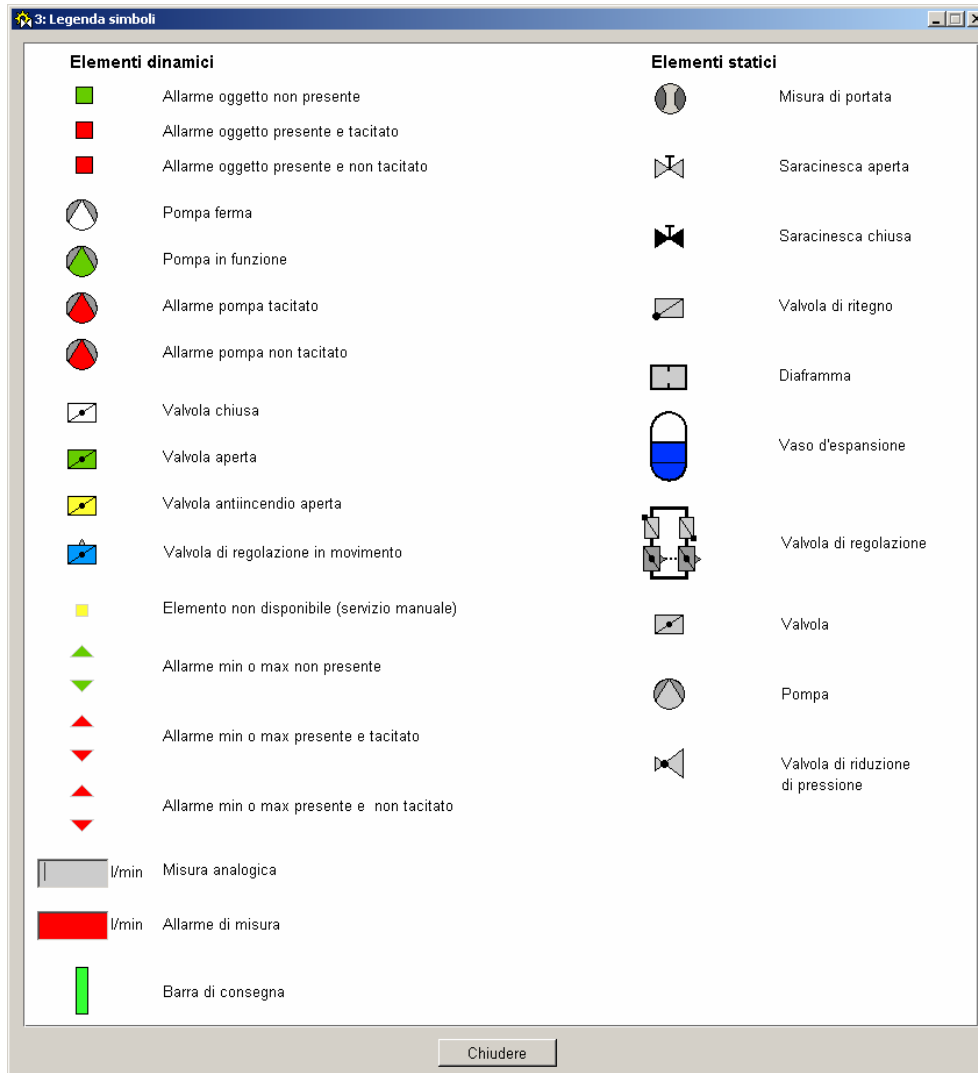 3: Legenda simboli
Elementi dinamici
Allarme oggetto non presente
Allarme oggetto presente e tacitato
Allarme oggetto presente e non tacitato
Pompa ferma
Pompa in funzione
Allarme pompa tacitato
Allarme pompa non tacitato
Valvola chiusa
Valvola aperta
Valvola antiincendio aperta
Valvola di regolazione in movimento
Elemento non disponibile (servizio manuale)
Allarme min o max non presente
Allarme min o max presente e tacitato
Allarme min o max presente e non tacitato
l/min Misura analogica
l/min Allarme di misura
Barra di consegna
Elementi statici
Misura di portata
Saracinesca aperta
Saracinesca chiusa
Valvola di ritegno
Diaframma
Vaso d'espansione
Valvola di regolazione
Valvola
Pompa
Valvola di riduzione
di pressione
Chiudere